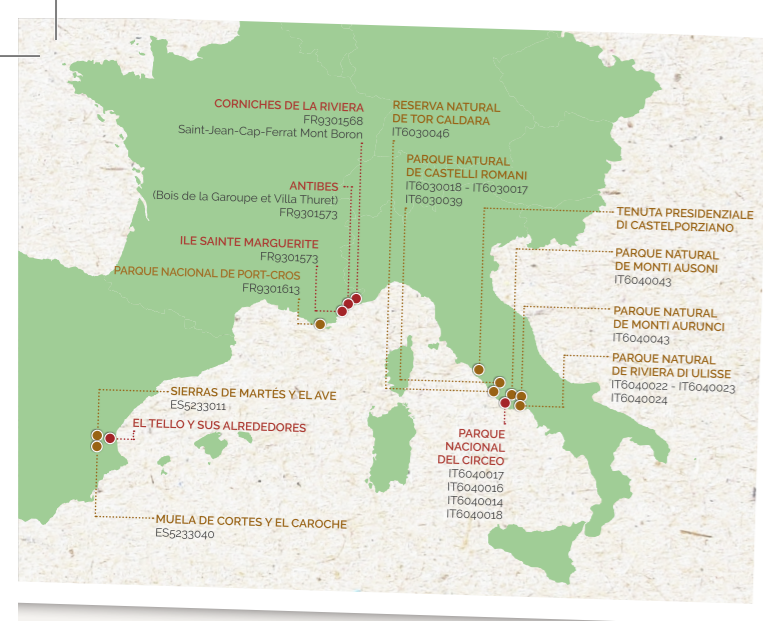 CORNICHES DE LA RIVIERA
FR9301568
Saint-Jean-Cap-Ferrat Mont Boron
RESERVA NATURAL
DE TOR CALDARA
IT6030046
PARQUE NATURAL
DE CASTELLI ROMANI
IT6030018 - IT6030017
IT6030039
ANTIBES
(Bois de la Garoupe et Villa Thuret)
FR9301573
ILE SAINTE MARGUERITE
FR9301573
PARQUE NACIONAL DE PORT-CROS
FR9301613
TENUTA PRESIDENZIALE
DI CASTELPORZIANO
PARQUE NATURAL
DE MONTI AUSONI
IT6040043
PARQUE NATURAL
DE MONTI AURUNCI
IT6040043
PARQUE NATURAL
DE RIVIERA DI ULISSE
IT6040022 - IT6040023
IT6040024
SIERRAS DE MARTÉS Y EL AVE
ES5233011
EL TELLO Y SUS ALREDEDORES
PARQUE
NACIONAL
DEL CIRCEO
IT6040017
IT6040016
IT6040014
IT6040018
MUELA DE CORTES Y EL CAROCHE
ES5233040